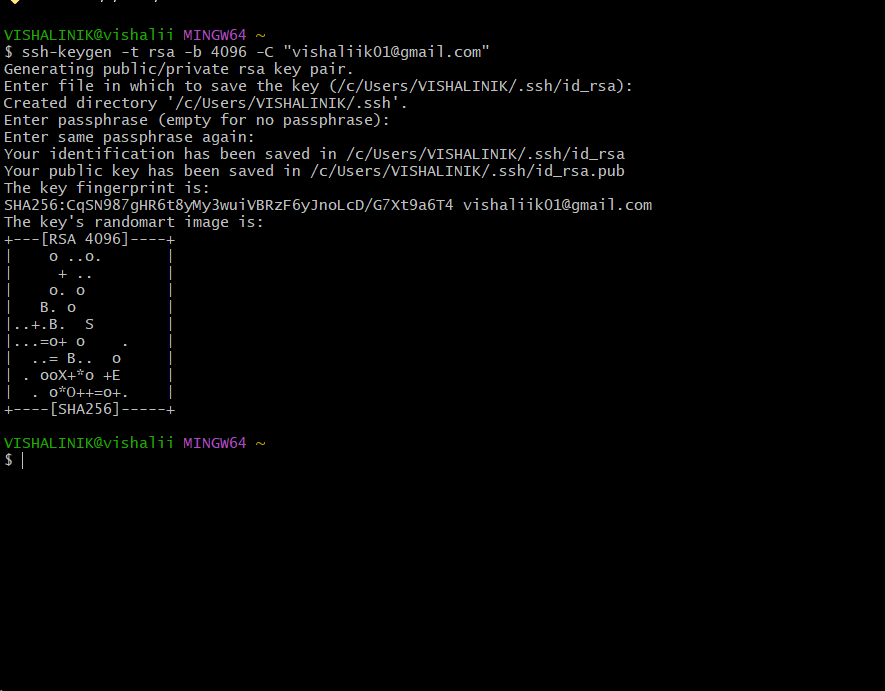 VISHALINIK@vishalii MINGW64 ~
$ ssh-keygen -t rsa -b 4096 -C "vishaliik01@gmail.com"
Generating public/private rsa key pair.
Enter file in which to save the key (/c/Users/VISHALINIK/.ssh/id_rsa):
Created directory '/c/Users/VISHALINIK/.ssh'.
Enter passphrase (empty for no passphrase):
Enter same passphrase again:
Your identification has been saved in /c/Users/VISHALINIK/.ssh/id_rsa
Your public key has been saved in /c/Users/VISHALINIK/.ssh/id_rsa.pub
The key fingerprint is:
SHA256:CqSN987gHR6t8yMy3wuiVBRzF6yJnoLcD/G7Xt9a6T4 vishaliik01@gmail.com
The key's randomart image is:
+---[RSA 4096]----+
|    o ..o.       |
|     + ..        |
|    o. o         |
|   B. o          |
|..+.B.  S        |
|...=o+ o    .    |
|  ..= B..  o     |
| . ooX+*o +E     |
|  . o*O++=o+.    |
+----[SHA256]-----+
VISHALINIK@vishalii MINGW64 ~
$